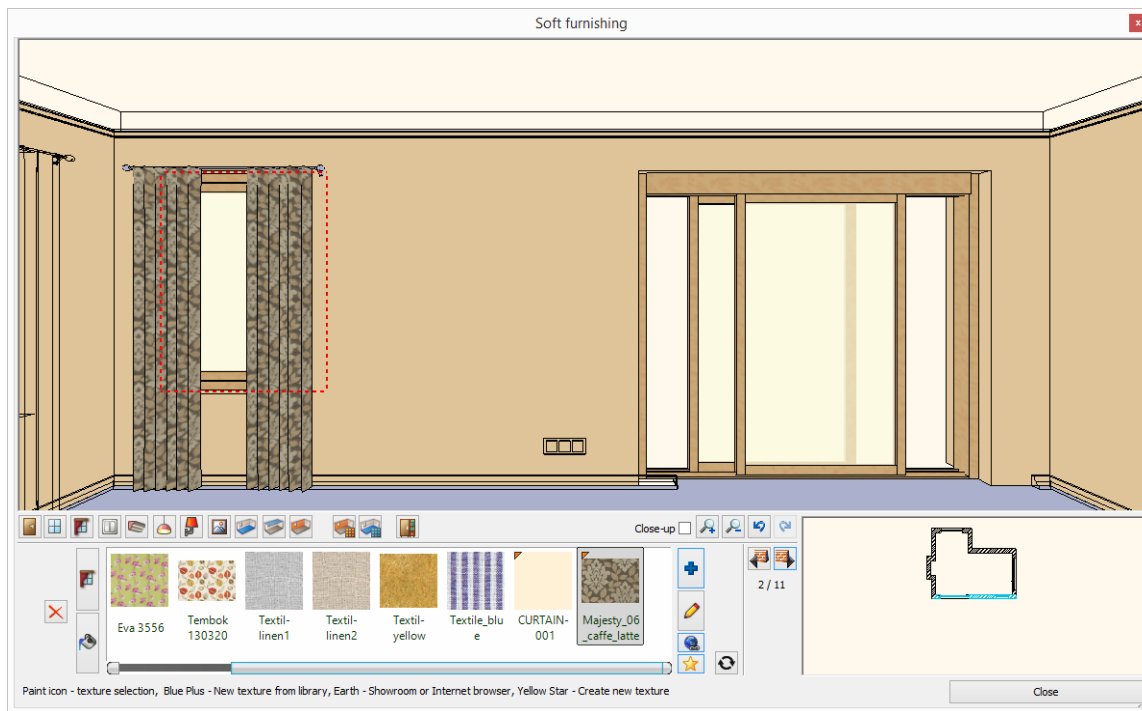 Soft furnishing
x
Close-up
2 / 11
Eva 3556
Tembok
130320
Textil-
linen1
Textil-
linen2
Textil-
yellow
Textile_blu
e
CURTAIN-
001
Majesty_06
_caffe_latte
Paint icon - texture selection, Blue Plus - New texture from library, Earth - Showroom or Internet browser, Yellow Star - Create new texture
Close